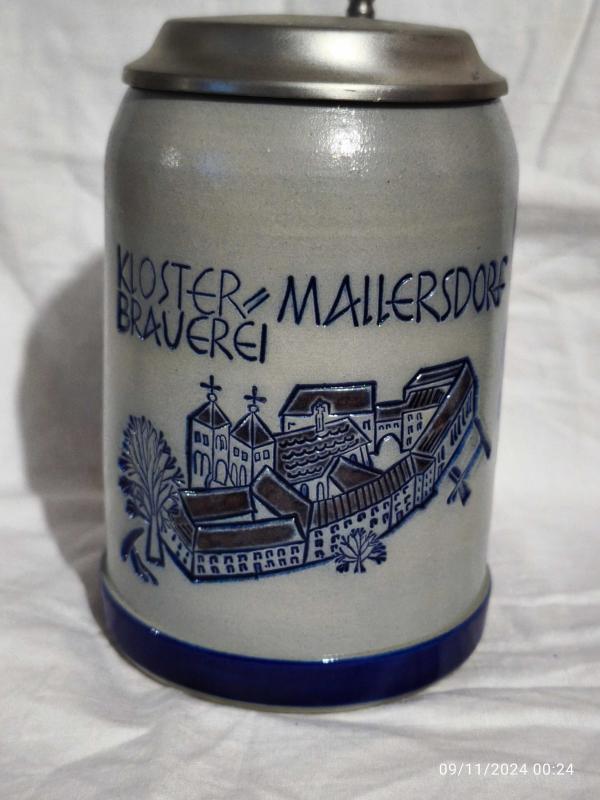 KLOSTER=
BRAUEREI
MALLERSDORF
09/11/2024 00:24